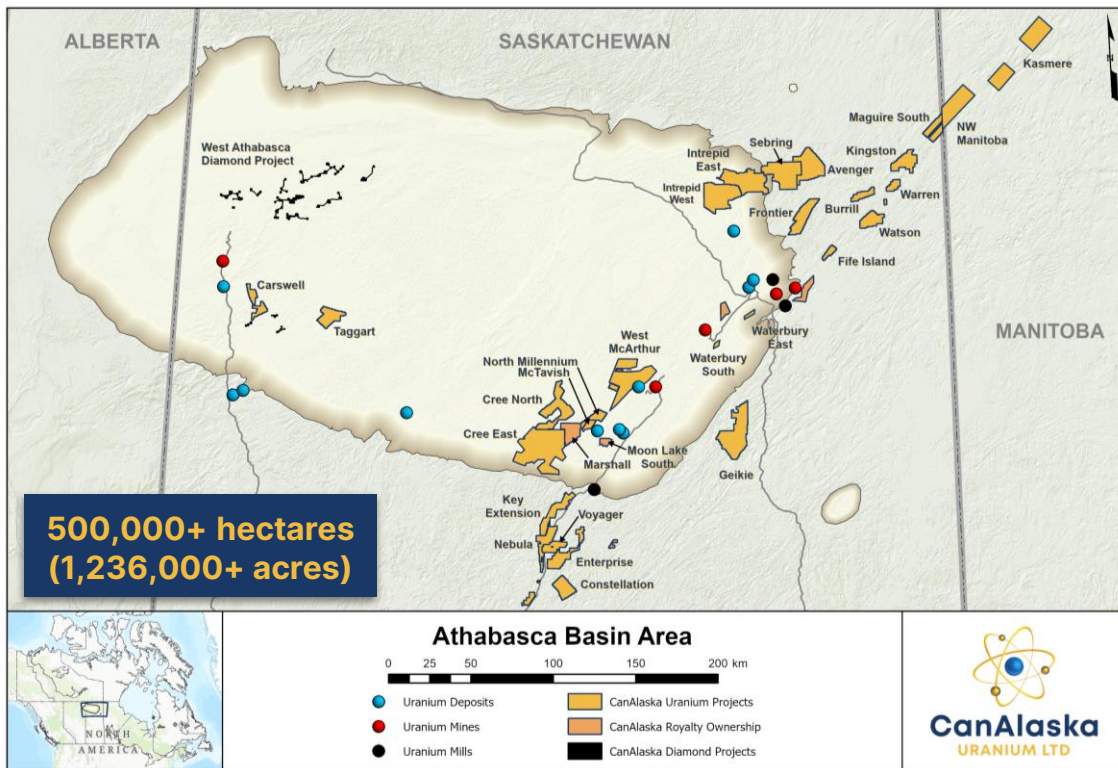 ALBERTA
SASKATCHEWAN
MANITOBA
Kasmere
Maguire South
NW
Manitoba
Kingston
Sebring
Intrepid
East
Avenger
Intrepid
West
Warren
Burrill
Watson
Frontier
Fife Island
West Athabasca
Diamond Project
Carswell
Taggart
Waterbury
East
Waterbury
South
West
McArthur
North Millennium
McTavish
Cree North
Cree East
Marshall
Moon Lake
South
Geikie
Key
Extension
Voyager
Nebula
Enterprise
Constellation
500,000+ hectares
(1,236,000+ acres)
N
NORTH
AMERICA
Athabasca Basin Area
0 25 50 100 150 200 km
Uranium Deposits
Uranium Mines
Uranium Mills
CanAlaska Uranium Projects
CanAlaska Royalty Ownership
CanAlaska Diamond Projects
CanAlaska
URANIUM LTD